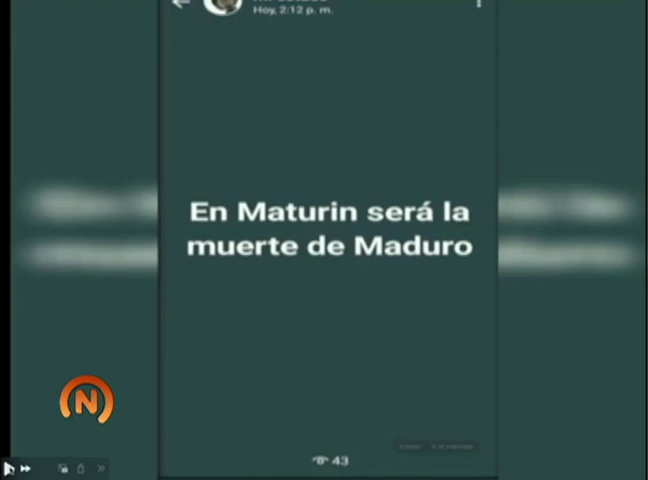 Hoy, 2:12 p. m.
En Maturin será la
muerte de Maduro
43
N